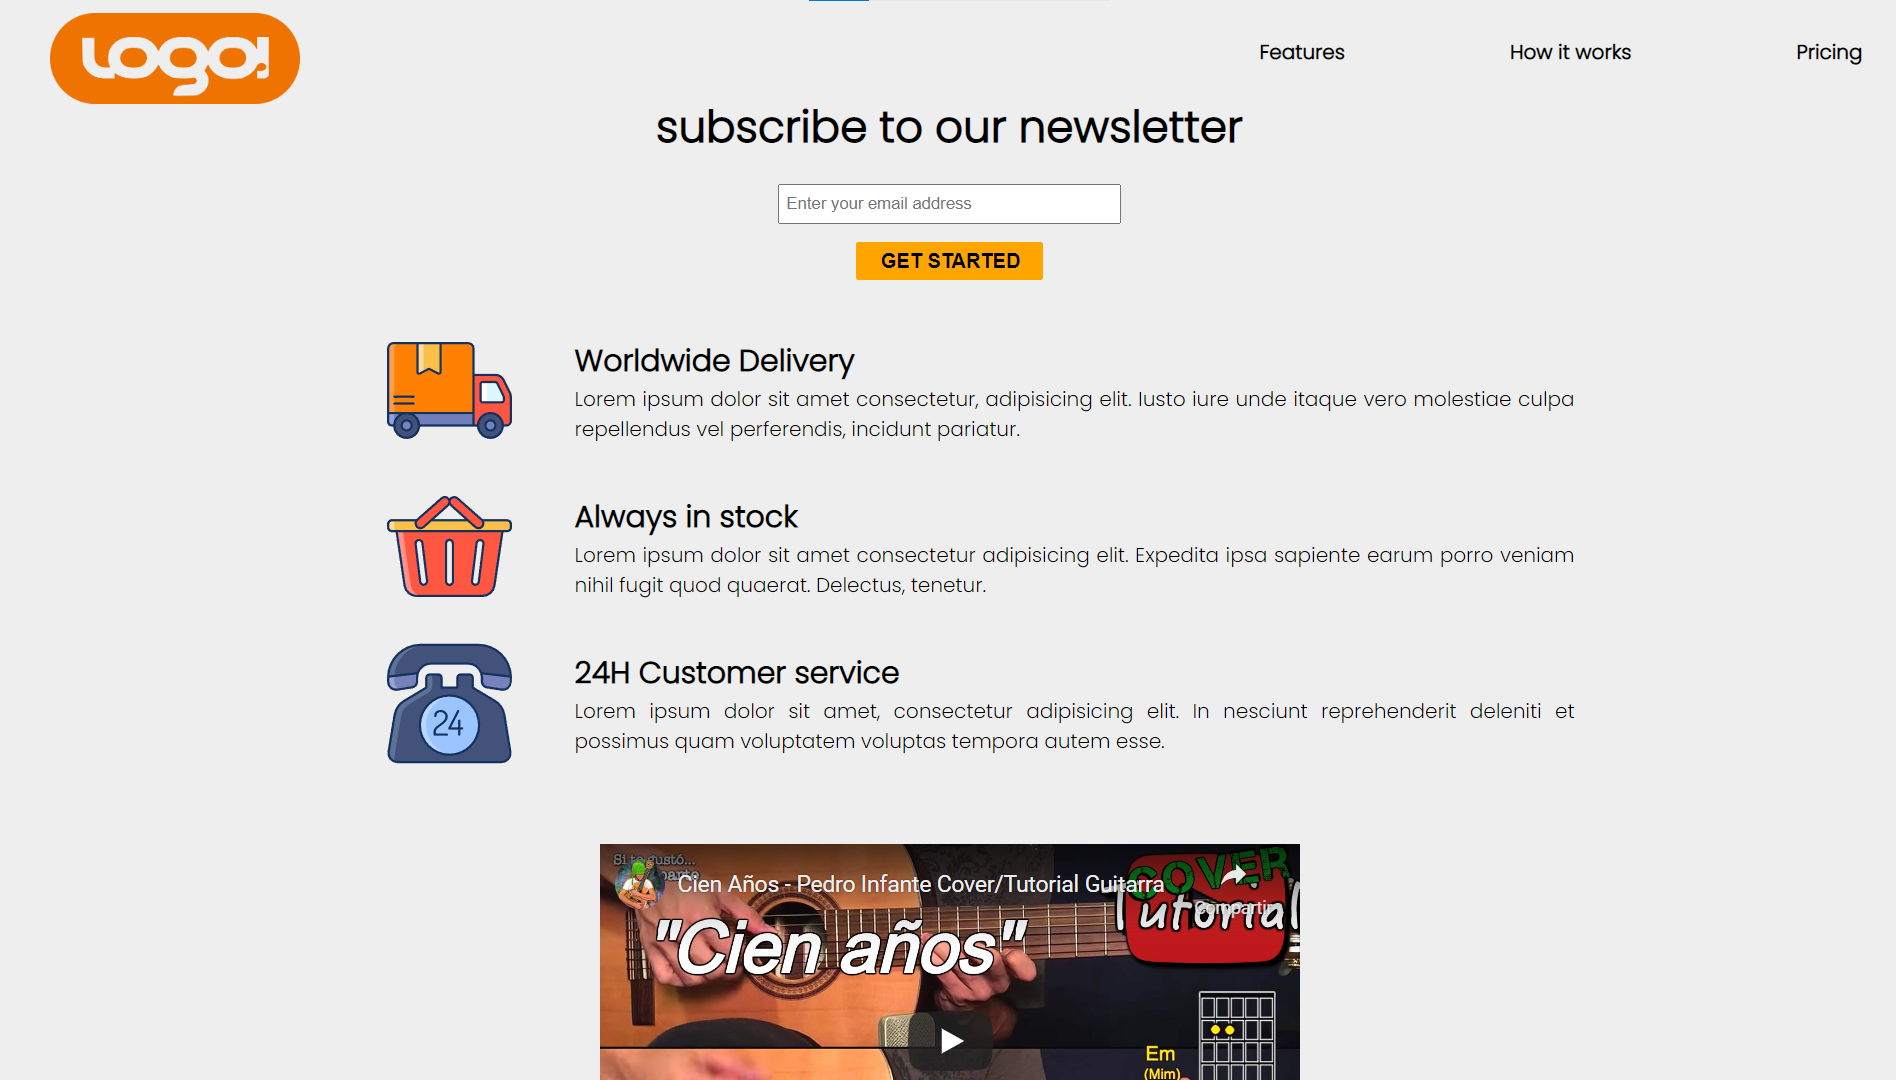 LOGO!
Features
How it works
Pricing
subscribe to our newsletter
Enter your email address
GET STARTED
Worldwide Delivery
Lorem ipsum dolor sit amet consectetur, adipisicing elit. Iusto iure unde itaque vero molestiae culpa
repellendus vel perferendis, incidunt pariatur.
Always in stock
Lorem ipsum dolor sit amet consectetur adipisicing elit. Expedita ipsa sapiente earum porro veniam
nihil fugit quod quaerat. Delectus, tenetur.
24H Customer service
24
Lorem ipsum dolor sit amet, consectetur adipisicing elit. In nesciunt reprehenderit deleniti et
possimus quam voluptatem voluptas tempora autem esse.
Si te gustó...
Cien Años - Pedro Infante Cover/Tutorial Guitarra
Compartir
COVER
Tutorial
"Cien años"
Em
(Mim)